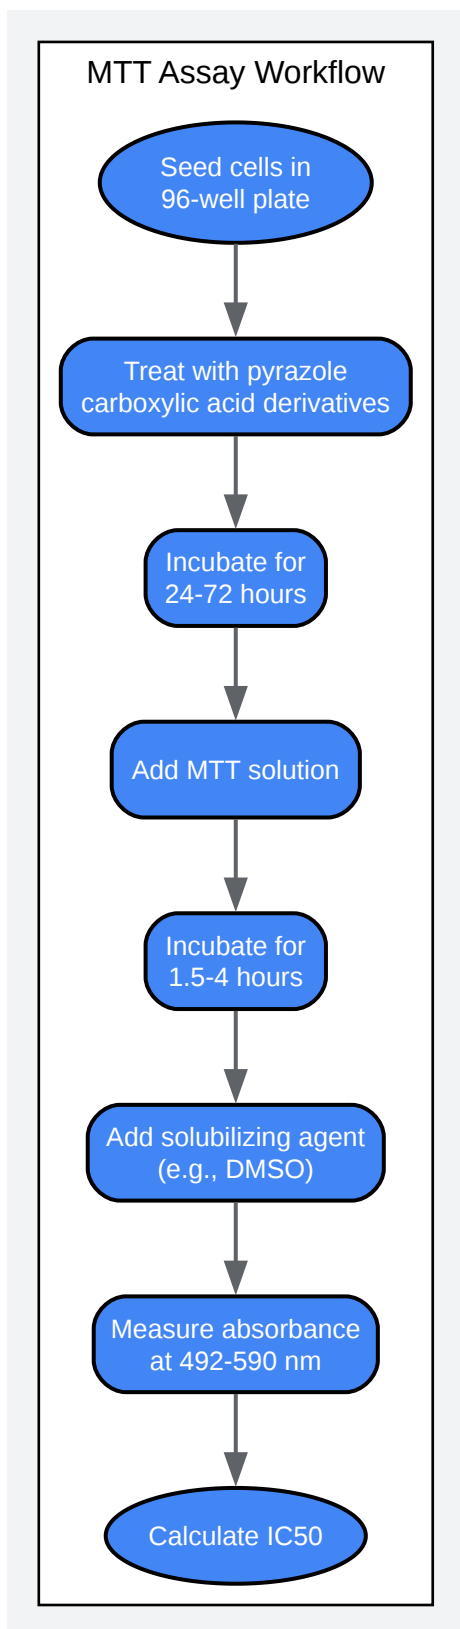 MTT Assay Workflow
Seed cells in
96-well plate
Treat with pyrazole
carboxylic acid derivatives
Incubate for
24-72 hours
Add MTT solution
Incubate for
1.5-4 hours
Add solubilizing agent
(e.g., DMSO)
Measure absorbance
at 492-590 nm
Calculate IC50